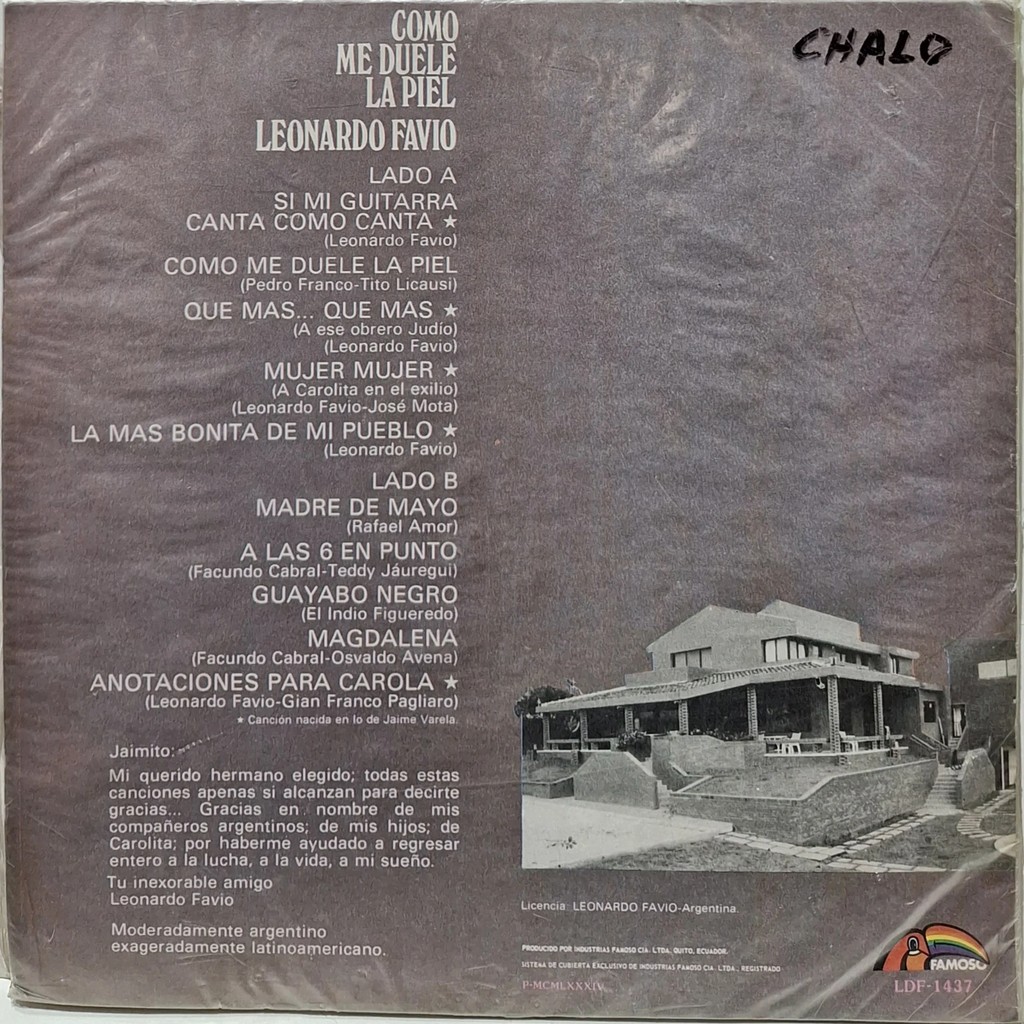 COMO
ME DUELE
LA PIEL
LEONARDO FAVIO
CHALO
LADO A
SI MI GUITARRA
CANTA COMO CANTA ★
(Leonardo Favio)
COMO ME DUELE LA PIEL
(Pedro Franco-Tito Licausi)
QUE MAS... QUE MAS ★
(A ese obrero Judío)
(Leonardo Favio)
MUJER MUJER ★
(A Carolita en el exilio)
(Leonardo Favio-José Mota)
LA MAS BONITA DE MI PUEBLO ★
(Leonardo Favio)
LADO B
MADRE DE MAYO
(Rafael Amor)
A LAS 6 EN PUNTO
(Facundo Cabral-Teddy Jáuregui)
GUAYABO NEGRO
(El Indio Figueredo)
MAGDALENA
(Facundo Cabral-Osvaldo Avena)
ANOTACIONES PARA CAROLA ★
(Leonardo Favio-Gian Franco Pagliaro)
★ Canción nacida en lo de Jaime Varela.
Jaimito:
Mi querido hermano elegido; todas estas
canciones apenas si alcanzan para decirte
gracias... Gracias en nombre de mis
compañeros argentinos; de mis hijos; de
Carolita; por haberme ayudado a regresar
entero a la lucha, a la vida, a mi sueño.
Tu inexorable amigo
Leonardo Favio
Moderadamente argentino
exageradamente latinoamericano.
Licencia: LEONARDO FAVIO-Argentina.
PRODUCIDO POR INDUSTRIAS FAMOSO CIA. LTDA. QUITO, ECUADOR.
SISTEMA DE CUBIERTA EXCLUSIVO DE INDUSTRIAS FAMOSO CIA. LTDA., REGISTRADO
P-MCMLXXXIV
FAMOSO
LDF-1437